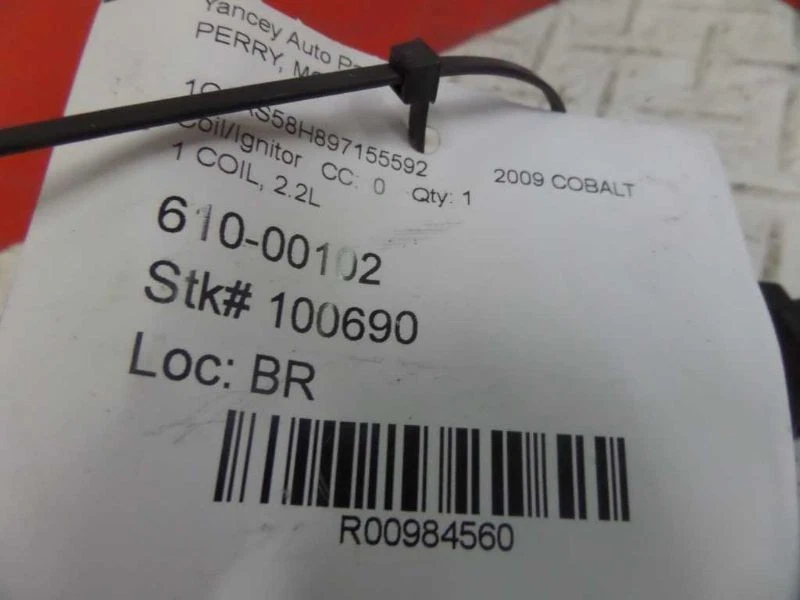 Yancey Auto
PERRY,
AS58H897155592 2009 COBALT
Coil/Ignitor CC: 0 Qty: 1
1 COIL, 2.2L
610-00102
Stk# 100690
Loc: BR
R00984560